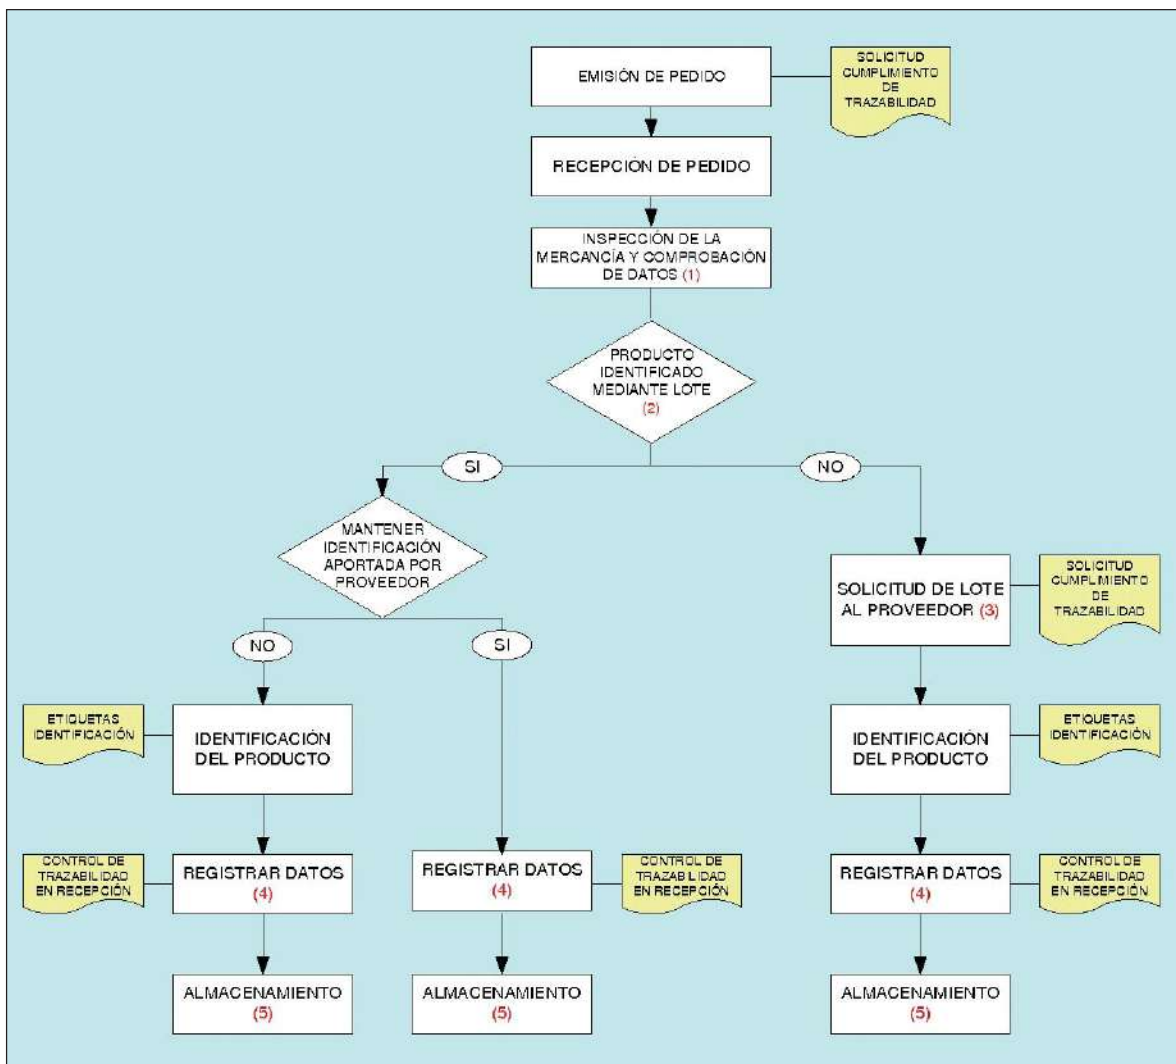 EMISIÓN DE PEDIDO
SOLICITUD
CUMPLIMIENTO
DE
TRAZABILIDAD
RECEPCIÓN DE PEDIDO
INSPECCIÓN DE LA
MERCANCÍA Y COMPROBACIÓN
DE DATOS (1)
PRODUCTO
IDENTIFICADO
MEDIANTE LOTE
(2)
SI
NO
MANTENER
IDENTIFICACIÓN
APORTADA POR
PROVEEDOR
SOLICITUD DE LOTE
AL PROVEEDOR (3)
SOLICITUD
CUMPLIMIENTO
DE
TRAZABILIDAD
NO
SI
ETIQUETAS
IDENTIFICACIÓN
IDENTIFICACIÓN
DEL PRODUCTO
IDENTIFICACIÓN
DEL PRODUCTO
ETIQUETAS
IDENTIFICACIÓN
CONTROL DE
TRAZABILIDAD
EN RECEPCIÓN
REGISTRAR DATOS
(4)
REGISTRAR DATOS
(4)
CONTROL DE
TRAZABILIDAD
EN RECEPCIÓN
REGISTRAR DATOS
(4)
CONTROL DE
TRAZABILIDAD
EN RECEPCIÓN
ALMACENAMIENTO
(5)
ALMACENAMIENTO
(5)
ALMACENAMIENTO
(5)